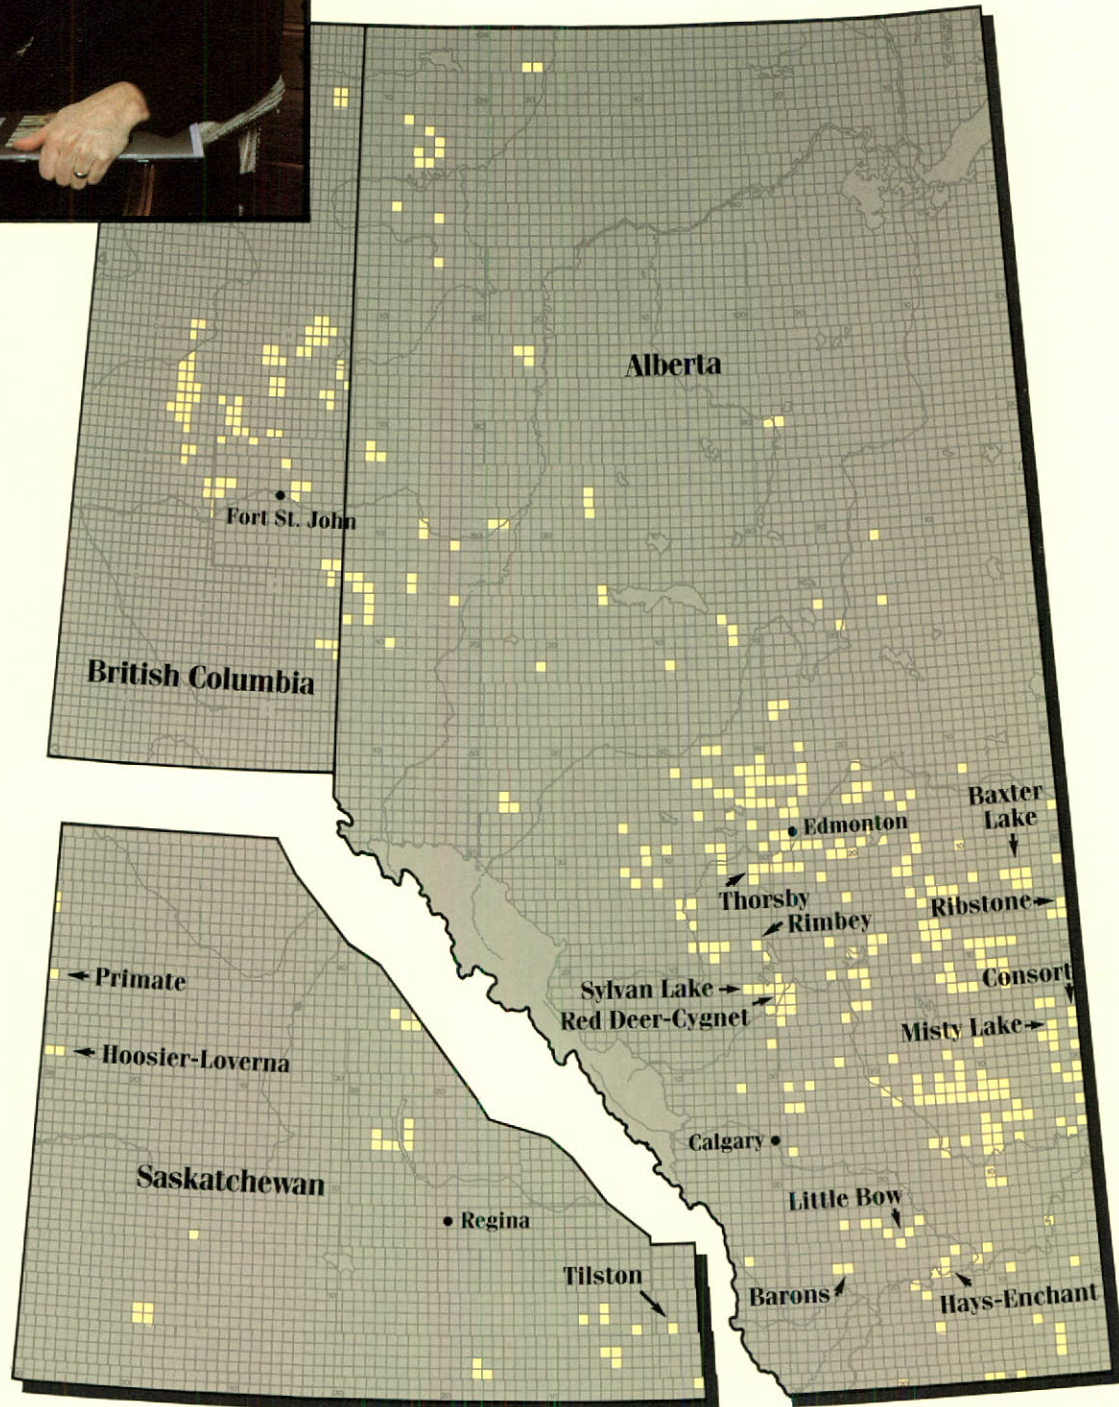 Alberta
Fort St. John
British Columbia
Baxter
Lake
Edmonton
Thorsby
Ribstone
Rimbey
Consort
Sylvan Lake
Red Deer-Cygnet
Misty Lake
Primate
Hoosier-Loverna
Calgary
Saskatchewan
Little Bow
Regina
Tilston
Barons
Hays-Enchant